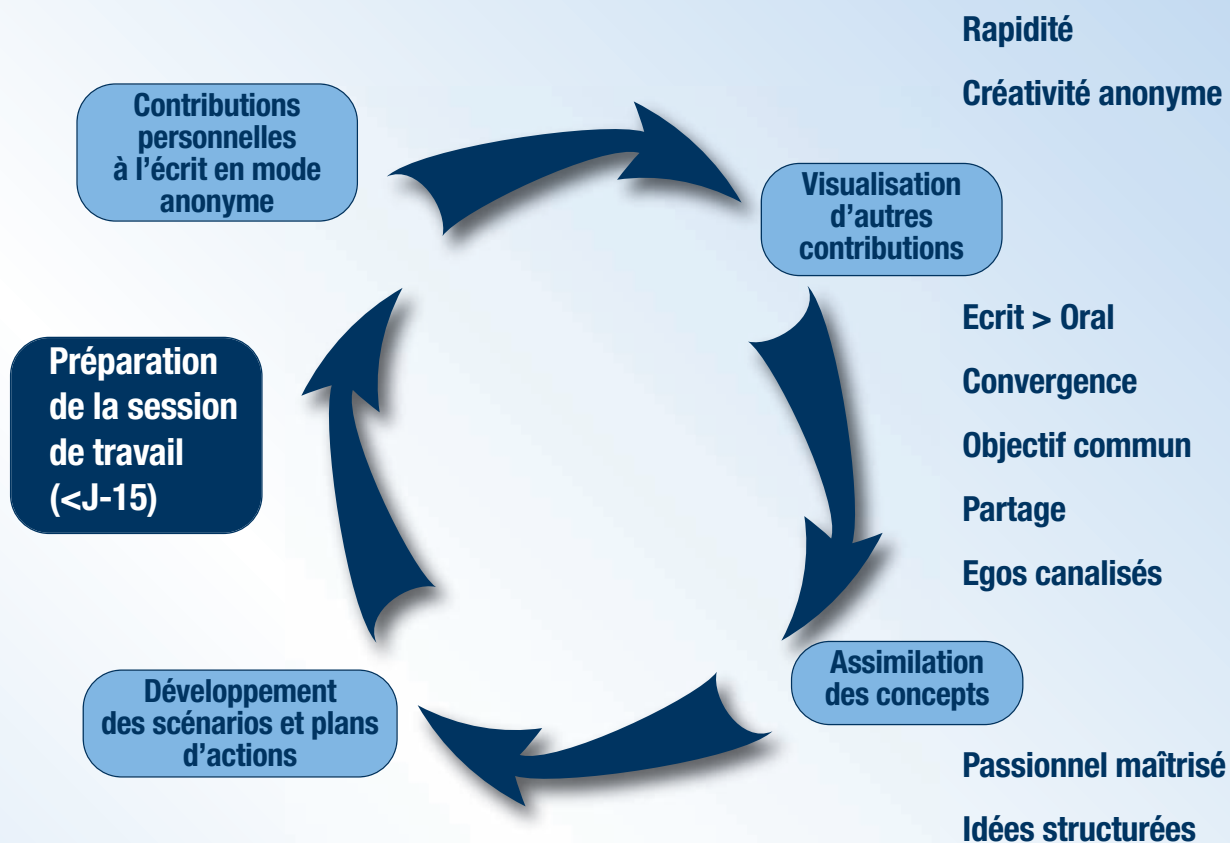 Rapidité
Créativité anonyme
Contributions
personnelles
à l’écrit en mode
anonyme
Visualisation
d’autres
contributions
Ecrit > Oral
Convergence
Objectif commun
Partage
Egos canalisés
Préparation
de la session
de travail
(<J-15)
Assimilation
des concepts
Développement
des scénarios et plans
d’actions
Passionnel maîtrisé
Idées structurées